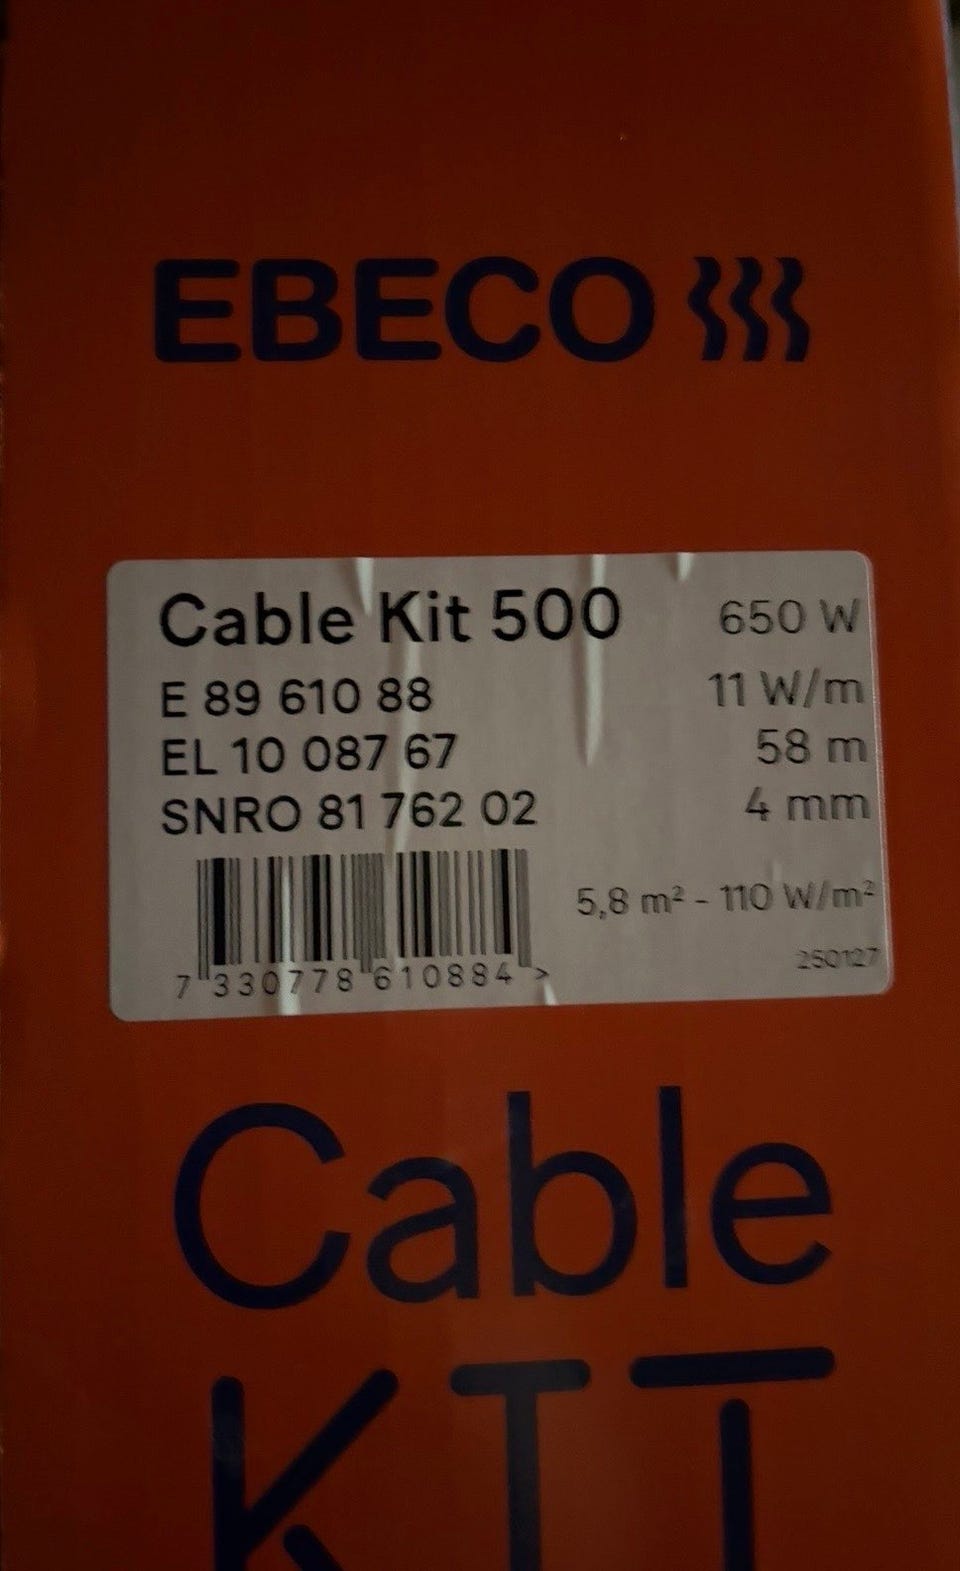 EBECO
Cable Kit 500 650 W
E 89 610 88 11 W/m
EL 10 087 67 58 m
SNRO 81 762 02 4 mm
5,8 m² - 110 W/m²
250127
7 330778 610884 >
Cable
KIT